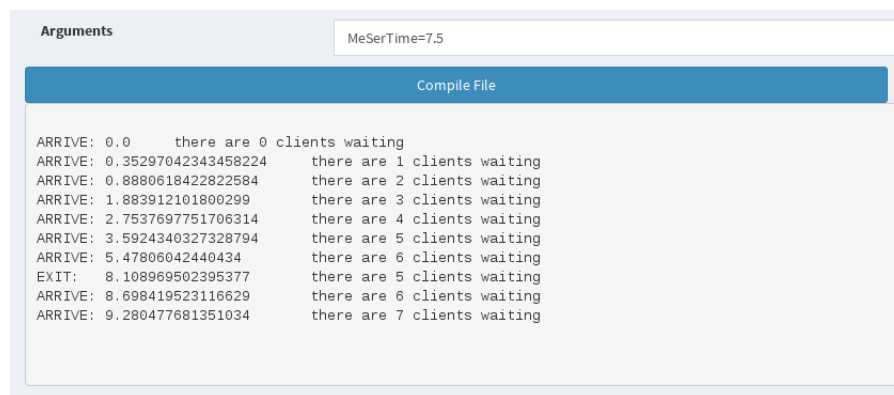 Arguments
MeSerTime=7.5
Compile File
ARRIVE: 0.0 there are 0 clients waiting
ARRIVE: 0.35297042343458224 there are 1 clients waiting
ARRIVE: 0.8880618422822584 there are 2 clients waiting
ARRIVE: 1.883912101800299 there are 3 clients waiting
ARRIVE: 2.7537697751706314 there are 4 clients waiting
ARRIVE: 3.5924340327328794 there are 5 clients waiting
ARRIVE: 5.47806042440434 there are 6 clients waiting
EXIT: 8.108969502395377 there are 5 clients waiting
ARRIVE: 8.698419523116629 there are 6 clients waiting
ARRIVE: 9.280477681351034 there are 7 clients waiting